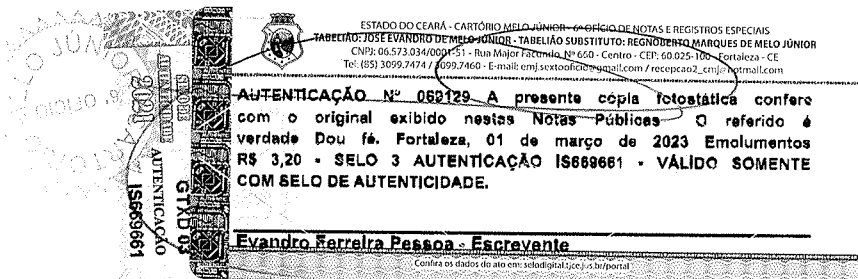 ESTADO DO CEARÁ - CARTÓRIO MELO JÚNIOR - 6º OFÍCIO DE NOTAS E REGISTROS ESPECIAIS
TABELIÃO: JOSÉ EVANDRO DE MELO JÚNIOR - TABELIÃO SUBSTITUTO: REGNOBERTO MARQUES DE MELO JÚNIOR
CNPJ: 06.573.034/0001-51 - Rua Major Facundo, Nº 660 - Centro - CEP: 60.025-100 - Fortaleza - CE
Tel: (85) 3099.7474 / 3099.7460 - E-mail: emj.sextooficio@gmail.com / recepcao2_cmj@hotmail.com
AUTENTICAÇÃO Nº 069129 A presente cópia fotostática confere
com o original exibido nestas Notas Públicas O referido é
verdade Dou fé. Fortaleza, 01 de março de 2023 Emolumentos
R$ 3,20 - SELO 3 AUTENTICAÇÃO IS669661 - VÁLIDO SOMENTE
COM SELO DE AUTENTICIDADE.
Evandro Ferreira Pessoa - Escrevente
Confira os dados do ato em: selodigital.tjce.jus.br/portal
2021
AUTENTICAÇÃO
IS669661
O JÚNIO
6º. OFÍCIO